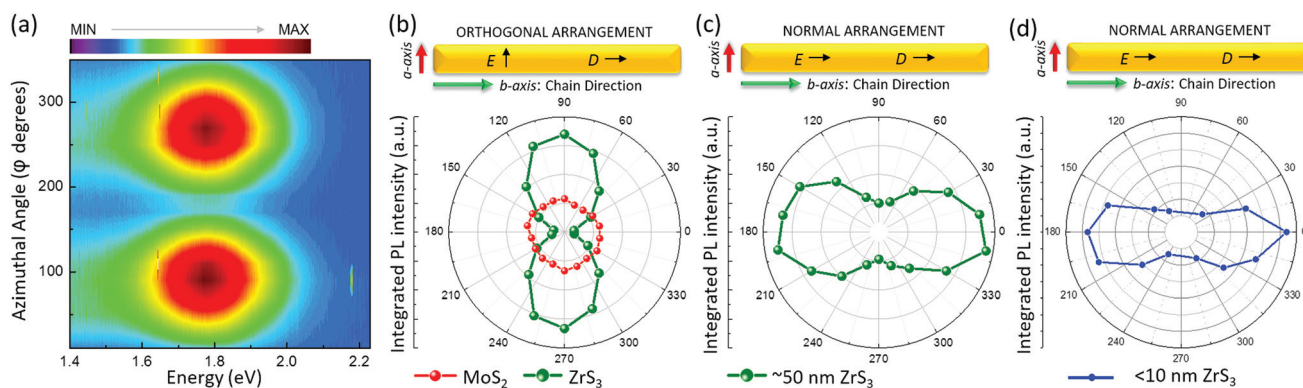 (a)
MIN MAX
Azimuthal Angle (φ degrees)
300
200
100
1.4 1.6 1.8 2.0 2.2
Energy (eV)
(b)
ORTHOGONAL ARRANGEMENT
a-axis
E D
b-axis: Chain Direction
Integrated PL intensity (a.u.)
90
120 60
150 30
180 0
210 330
240 300
270
MoS₂ ZrS₃
(c)
NORMAL ARRANGEMENT
a-axis
E D
b-axis: Chain Direction
Integrated PL intensity (a.u.)
90
120 60
150 30
180 0
210 330
240 300
270
~50 nm ZrS₃
(d)
NORMAL ARRANGEMENT
a-axis
E D
b-axis: Chain Direction
Integrated PL intensity (a.u.)
90
120 60
150 30
180 0
210 330
240 300
270
<10 nm ZrS₃